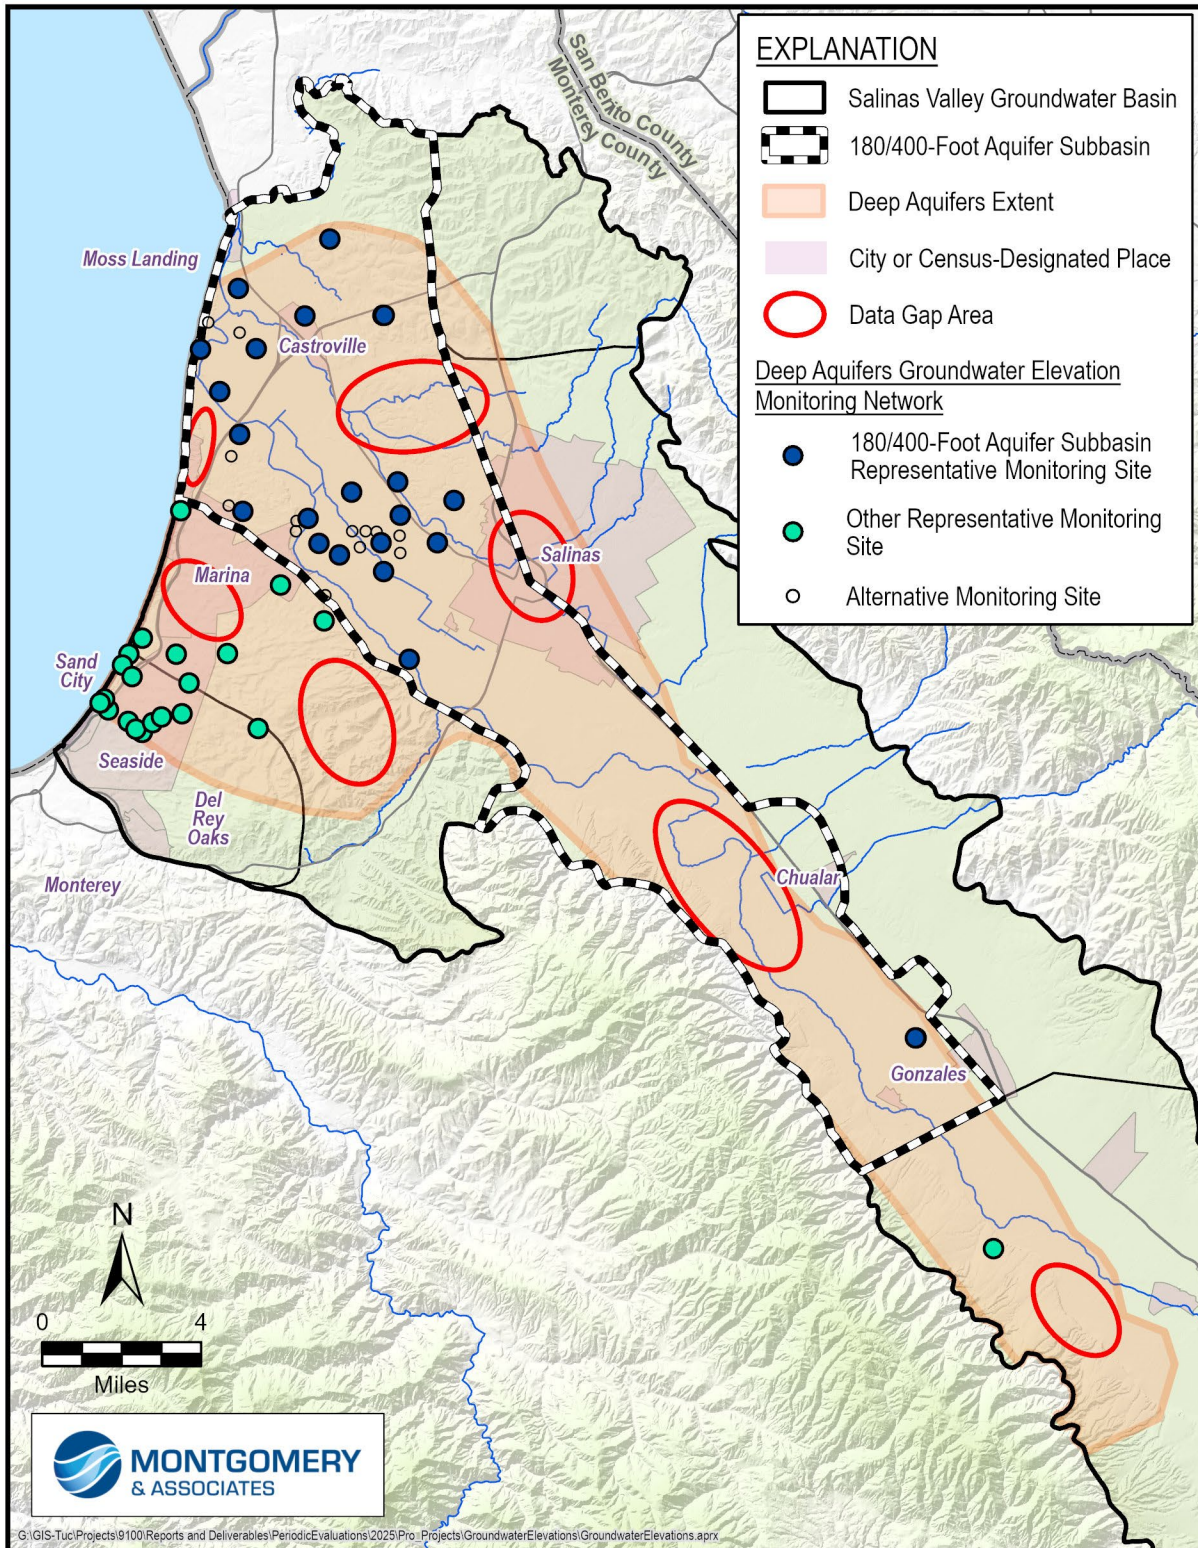 EXPLANATION
Salinas Valley Groundwater Basin
180/400-Foot Aquifer Subbasin
Deep Aquifers Extent
City or Census-Designated Place
Data Gap Area
Deep Aquifers Groundwater Elevation
Monitoring Network
180/400-Foot Aquifer Subbasin
Representative Monitoring Site
Other Representative Monitoring
Site
Alternative Monitoring Site
San Benito County
Monterey County
Moss Landing
Castroville
Salinas
Marina
Sand
City
Seaside
Del
Rey
Oaks
Monterey
Chualar
Gonzales
N
0 4
Miles
MONTGOMERY
& ASSOCIATES
G:\GIS-Tuc\Projects\9100\Reports and Deliverables\PeriodicEvaluations\2025\Pro_Projects\GroundwaterElevations\GroundwaterElevations.aprx